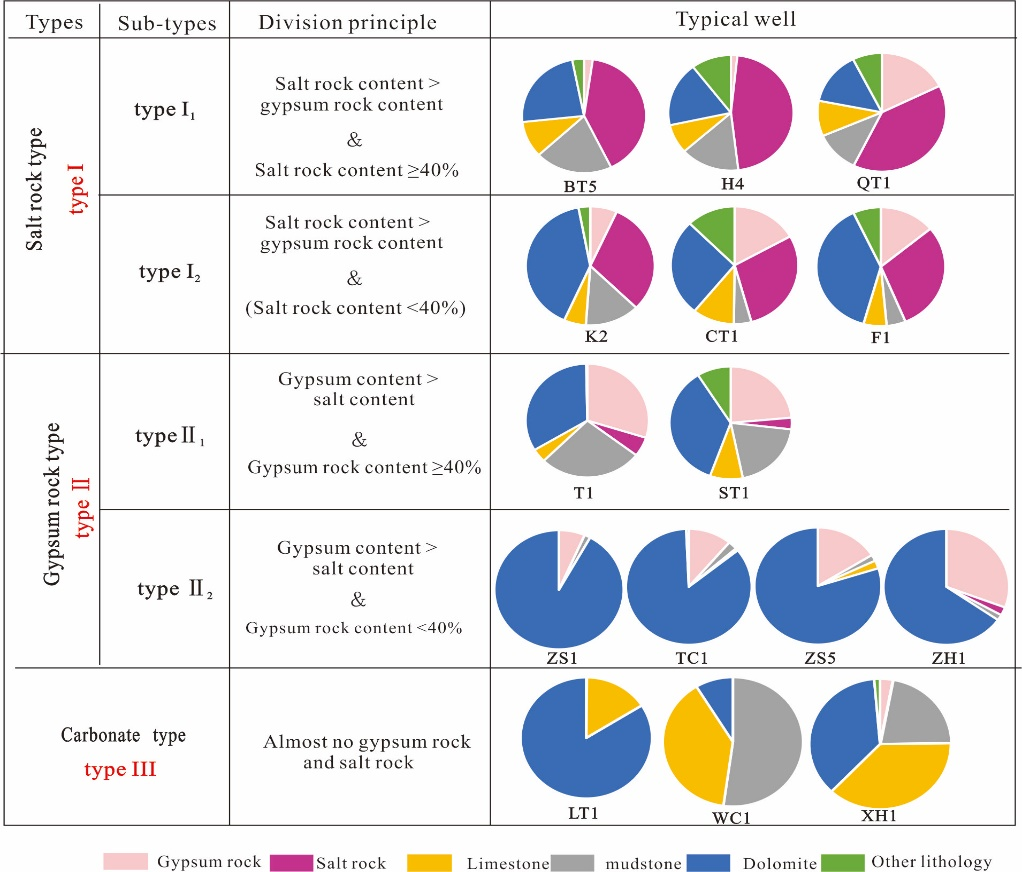 Types
Sub-types
Division principle
Typical well
Salt rock type
type I
type I₁
Salt rock content >
gypsum rock content
&
Salt rock content ≥40%
BT5
H4
QT1
type I₂
Salt rock content >
gypsum rock content
&
(Salt rock content <40%)
K2
CT1
F1
Gypsum rock type
type Ⅱ
type Ⅱ₁
Gypsum content >
salt content
&
Gypsum rock content ≥40%
T1
ST1
type Ⅱ₂
Gypsum content >
salt content
&
Gypsum rock content <40%
ZS1
TC1
ZS5
ZH1
Carbonate type
type III
Almost no gypsum rock
and salt rock
LT1
WC1
XH1
Gypsum rock
Salt rock
Limestone
mudstone
Dolomite
Other lithology